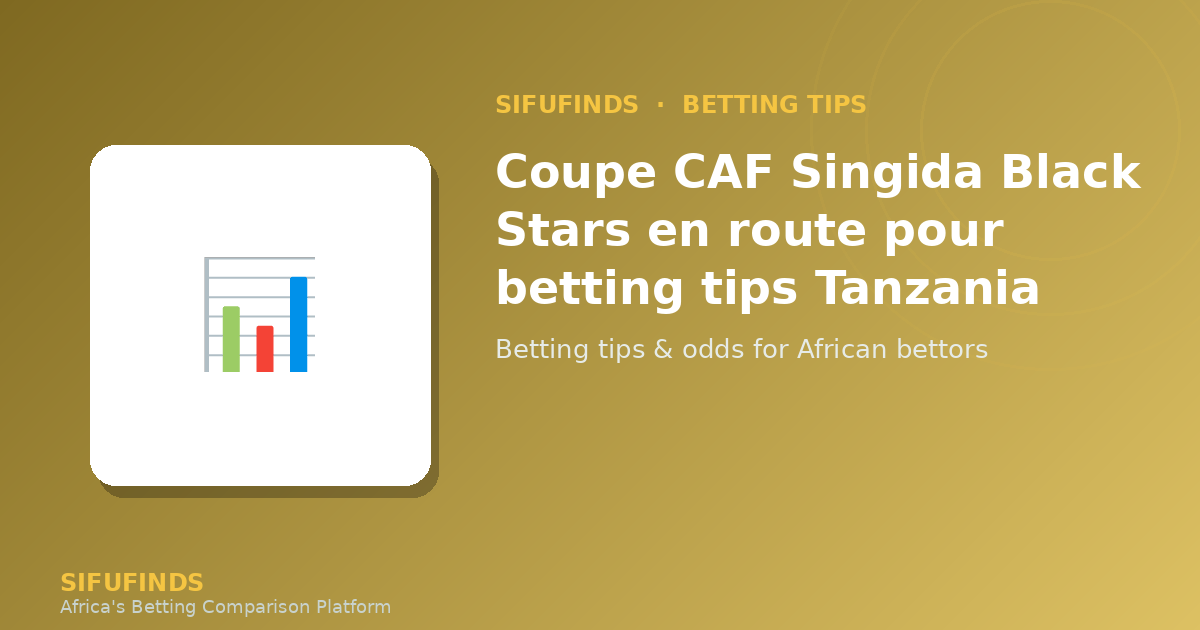 SIFUFINDS · BETTING TIPS
Coupe CAF Singida Black
Stars en route pour
betting tips Tanzania
Betting tips & odds for African bettors
SIFUFINDS
Africa's Betting Comparison Platform